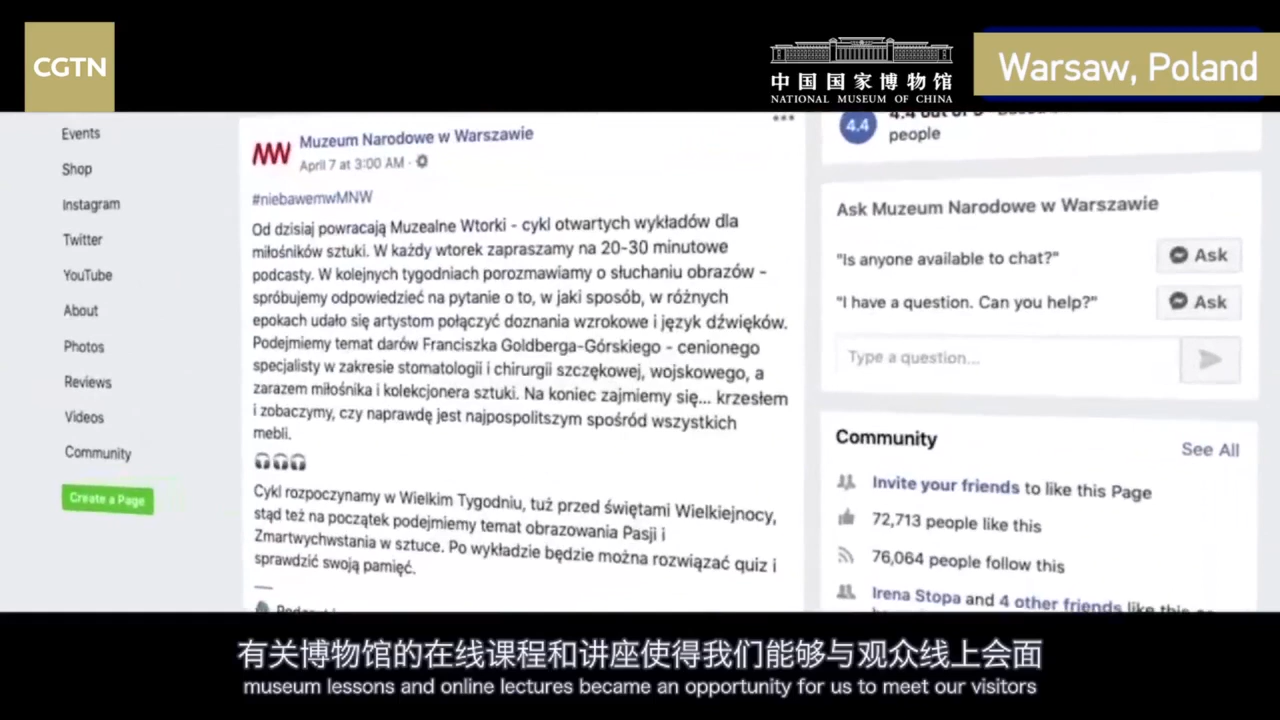 CGTN
中国国家博物馆
NATIONAL MUSEUM OF CHINA
Warsaw, Poland
Events
Shop
Instagram
Twitter
YouTube
About
Photos
Reviews
Videos
Community
Create a Page
Muzeum Narodowe w Warszawie
April 7 at 3:00 AM ·
#niebawemwMNW
Od dzisiaj powracają Muzealne Wtorki - cykl otwartych wykładów dla
miłośników sztuki. W każdy wtorek zapraszamy na 20-30 minutowe
podcasty. W kolejnych tygodniach porozmawiamy o słuchaniu obrazów -
spróbujemy odpowiedzieć na pytanie o to, w jaki sposób, w różnych
epokach udało się artystom połączyć doznania wzrokowe i język dźwięków.
Podejmiemy temat darów Franciszka Goldberga-Górskiego - cenionego
specjalisty w zakresie stomatologii i chirurgii szczękowej, wojskowego, a
zarazem miłośnika i kolekcjonera sztuki. Na koniec zajmiemy się... krzesłem
i zobaczymy, czy naprawdę jest najpospolitszym spośród wszystkich
mebli.
Cykl rozpoczynamy w Wielkim Tygodniu, tuż przed świętami Wielkiejnocy,
stąd też na początek podejmiemy temat obrazowania Pasji i
Zmartwychwstania w sztuce. Po wykładzie będzie można rozwiązać quiz i
sprawdzić swoją pamięć.
4.4
4.4 out of 5
people
Ask Muzeum Narodowe w Warszawie
"Is anyone available to chat?" Ask
"I have a question. Can you help?" Ask
Type a question...
Community See All
Invite your friends to like this Page
72,713 people like this
76,064 people follow this
Irena Stopa and 4 other friends like this
有关博物馆的在线课程和讲座使得我们能够与观众线上会面
museum lessons and online lectures became an opportunity for us to meet our visitors